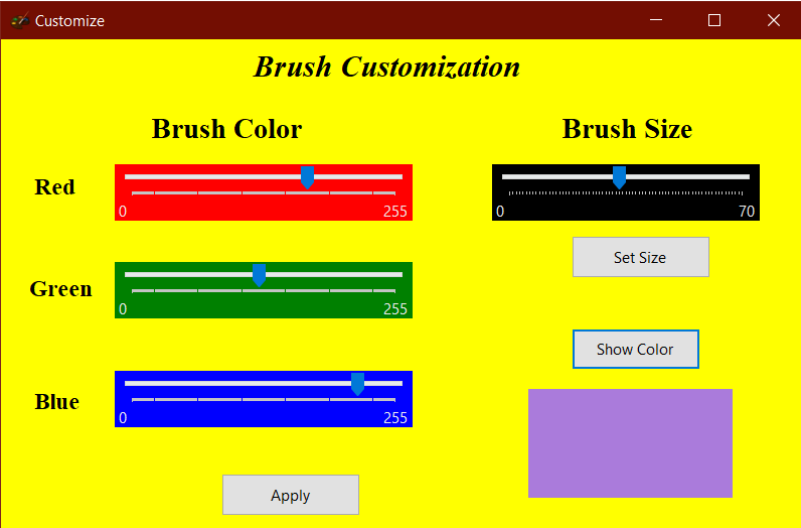 Customize
Brush Customization
Brush Color
Brush Size
Red
0 255
0 70
Set Size
Green
0 255
Show Color
Blue
0 255
Apply